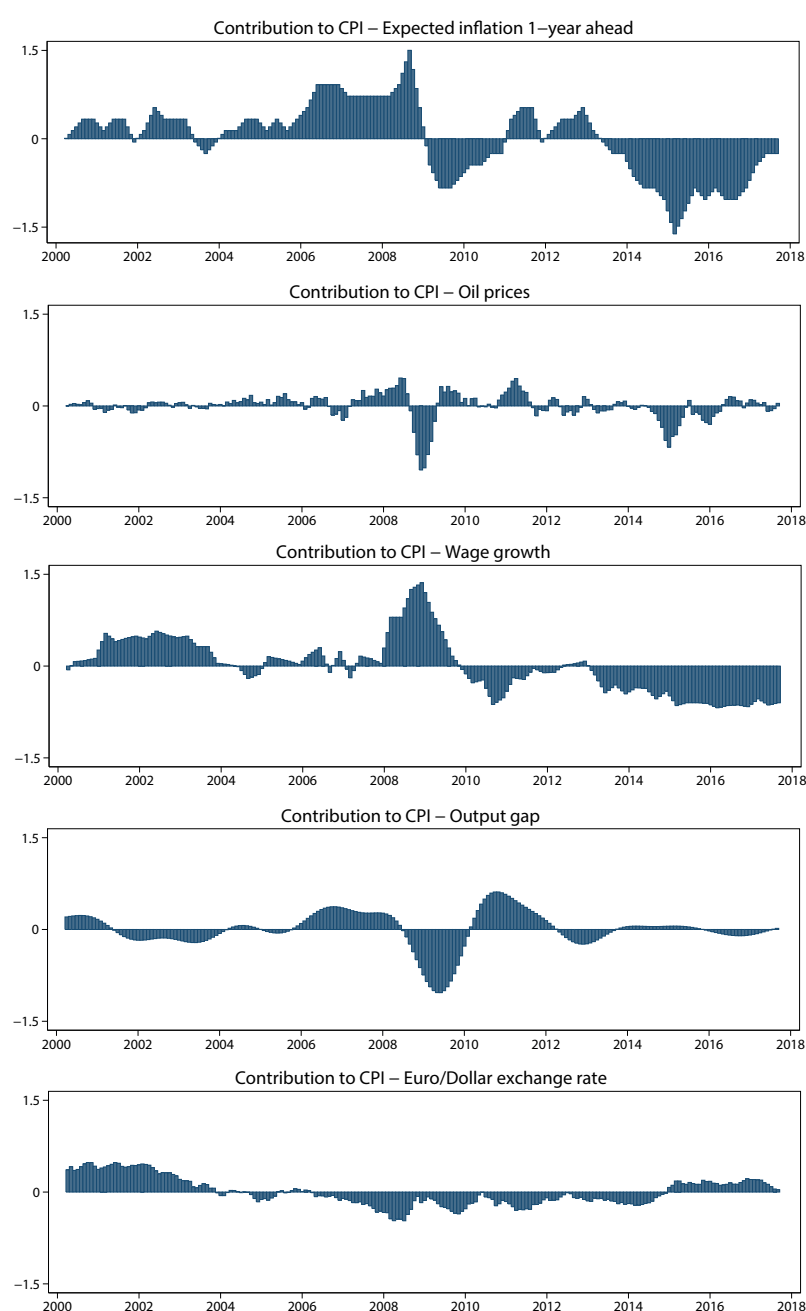 Contribution to CPI – Expected inflation 1–year ahead
1.5
0
–1.5
2000 2002 2004 2006 2008 2010 2012 2014 2016 2018
Contribution to CPI – Oil prices
1.5
0
–1.5
2000 2002 2004 2006 2008 2010 2012 2014 2016 2018
Contribution to CPI – Wage growth
1.5
0
–1.5
2000 2002 2004 2006 2008 2010 2012 2014 2016 2018
Contribution to CPI – Output gap
1.5
0
–1.5
2000 2002 2004 2006 2008 2010 2012 2014 2016 2018
Contribution to CPI – Euro/Dollar exchange rate
1.5
0
–1.5
2000 2002 2004 2006 2008 2010 2012 2014 2016 2018